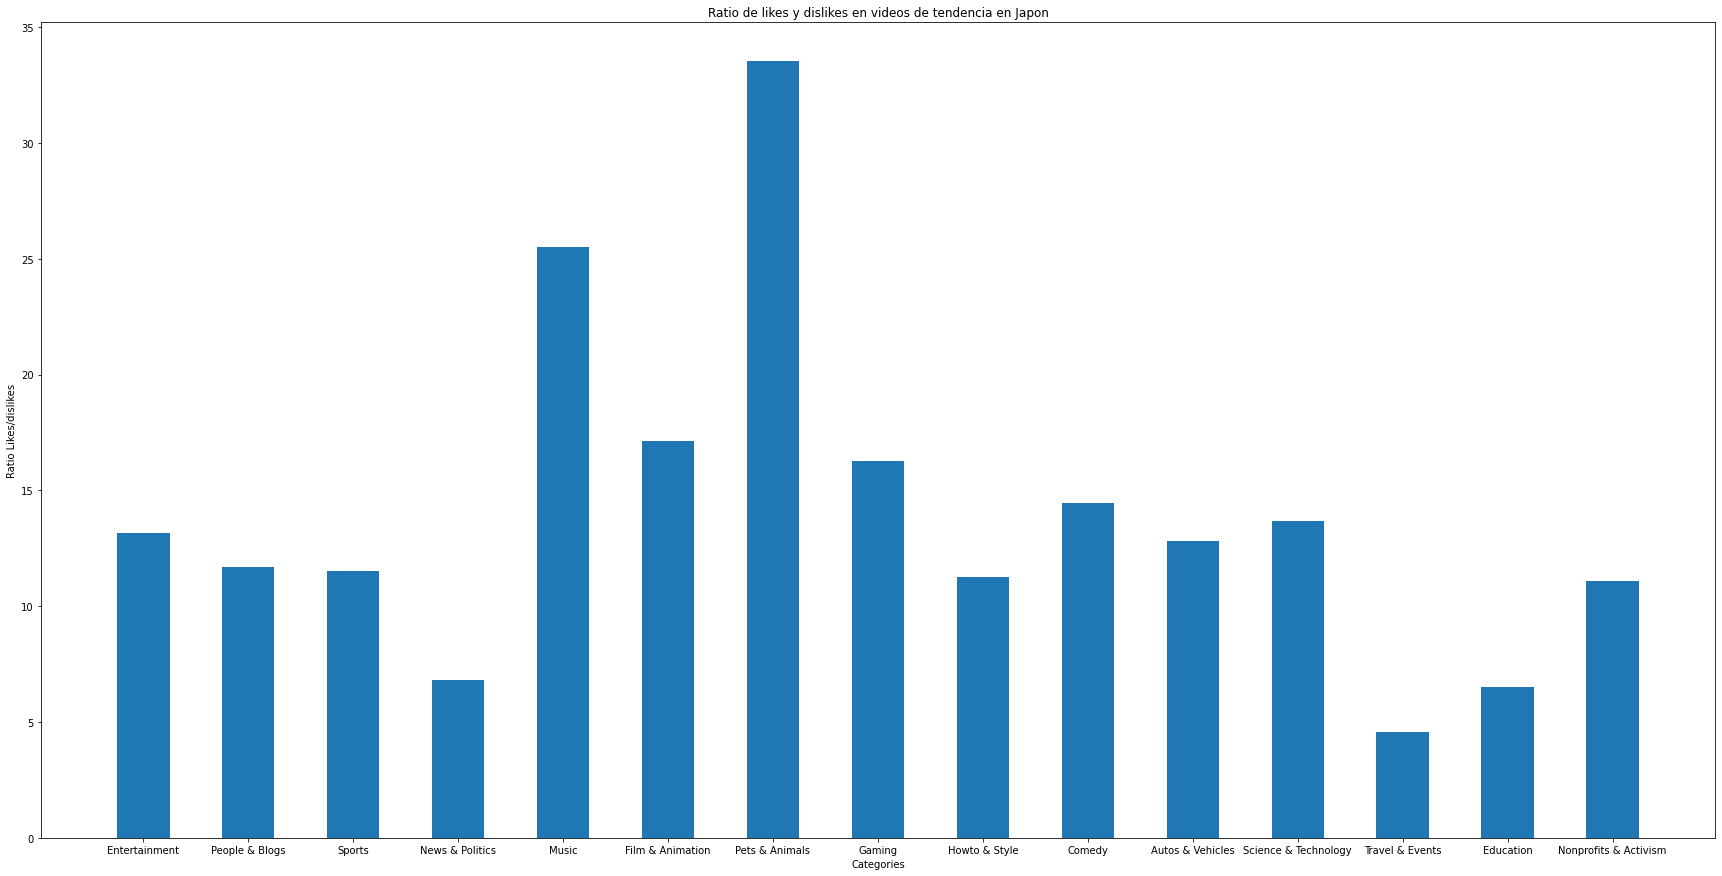 Ratio de likes y dislikes en videos de tendencia en Japon
35
30
25
20
15
10
5
0
Ratio Likes/dislikes
Entertainment People & Blogs Sports News & Politics Music Film & Animation Pets & Animals Gaming Howto & Style Comedy Autos & Vehicles Science & Technology Travel & Events Education Nonprofits & Activism
Categories